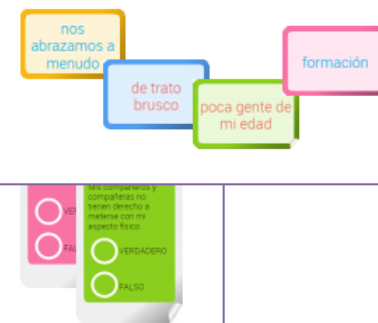 nos
abrazamos a
menudo
de trato
brusco
poca gente de
mi edad
formación
Mis compañeros y
compañeras no
tienen derecho a
meterse con mi
aspecto físico
VERDADERO
FALSO